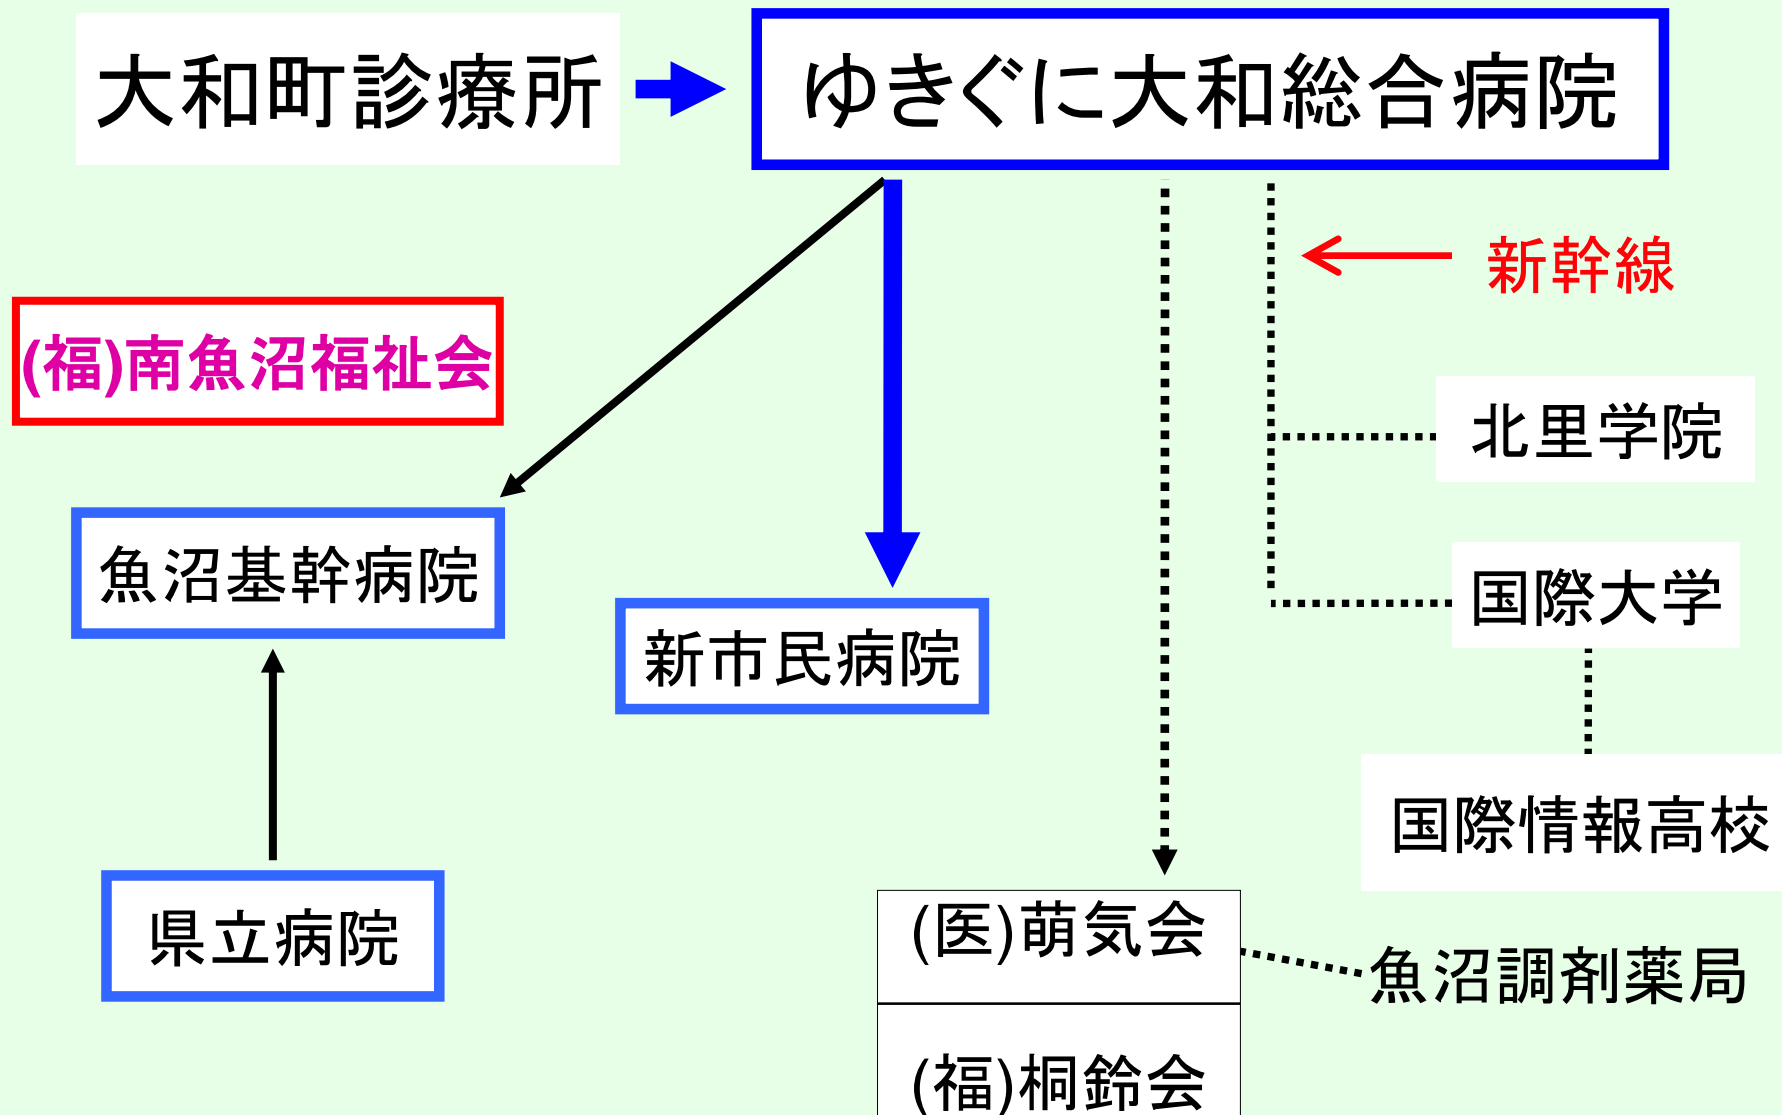 大和町診療所
ゆきぐに大和総合病院
新幹線
(福)南魚沼福祉会
北里学院
魚沼基幹病院
国際大学
新市民病院
国際情報高校
県立病院
(医)萌気会
魚沼調剤薬局
(福)桐鈴会